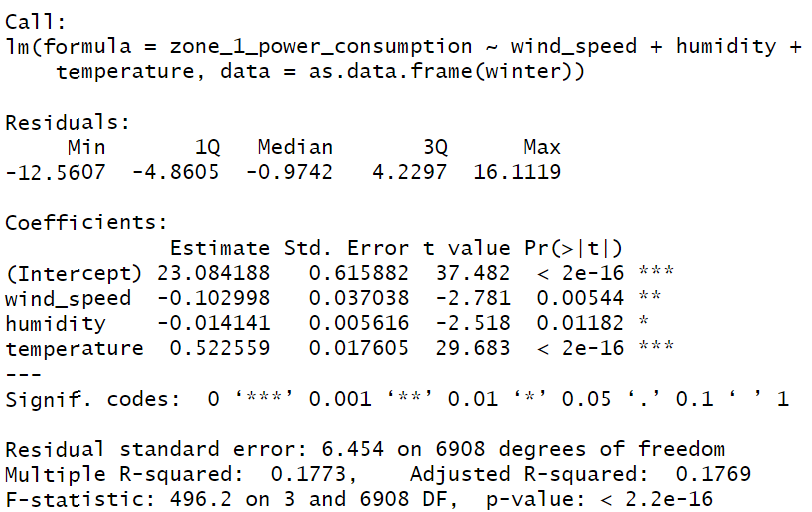 Call:
lm(formula = zone_1_power_consumption ~ wind_speed + humidity +
    temperature, data = as.data.frame(winter))
Residuals:
     Min       1Q   Median       3Q      Max
-12.5607  -4.8605  -0.9742   4.2297  16.1119
Coefficients:
             Estimate Std. Error t value Pr(>|t|)
(Intercept) 23.084188   0.615882  37.482  < 2e-16 ***
wind_speed  -0.102998   0.037038  -2.781  0.00544 **
humidity    -0.014141   0.005616  -2.518  0.01182 *
temperature  0.522559   0.017605  29.683  < 2e-16 ***
---
Signif. codes:  0 ‘***’ 0.001 ‘**’ 0.01 ‘*’ 0.05 ‘.’ 0.1 ‘ ’ 1
Residual standard error: 6.454 on 6908 degrees of freedom
Multiple R-squared:  0.1773,    Adjusted R-squared:  0.1769
F-statistic: 496.2 on 3 and 6908 DF,  p-value: < 2.2e-16